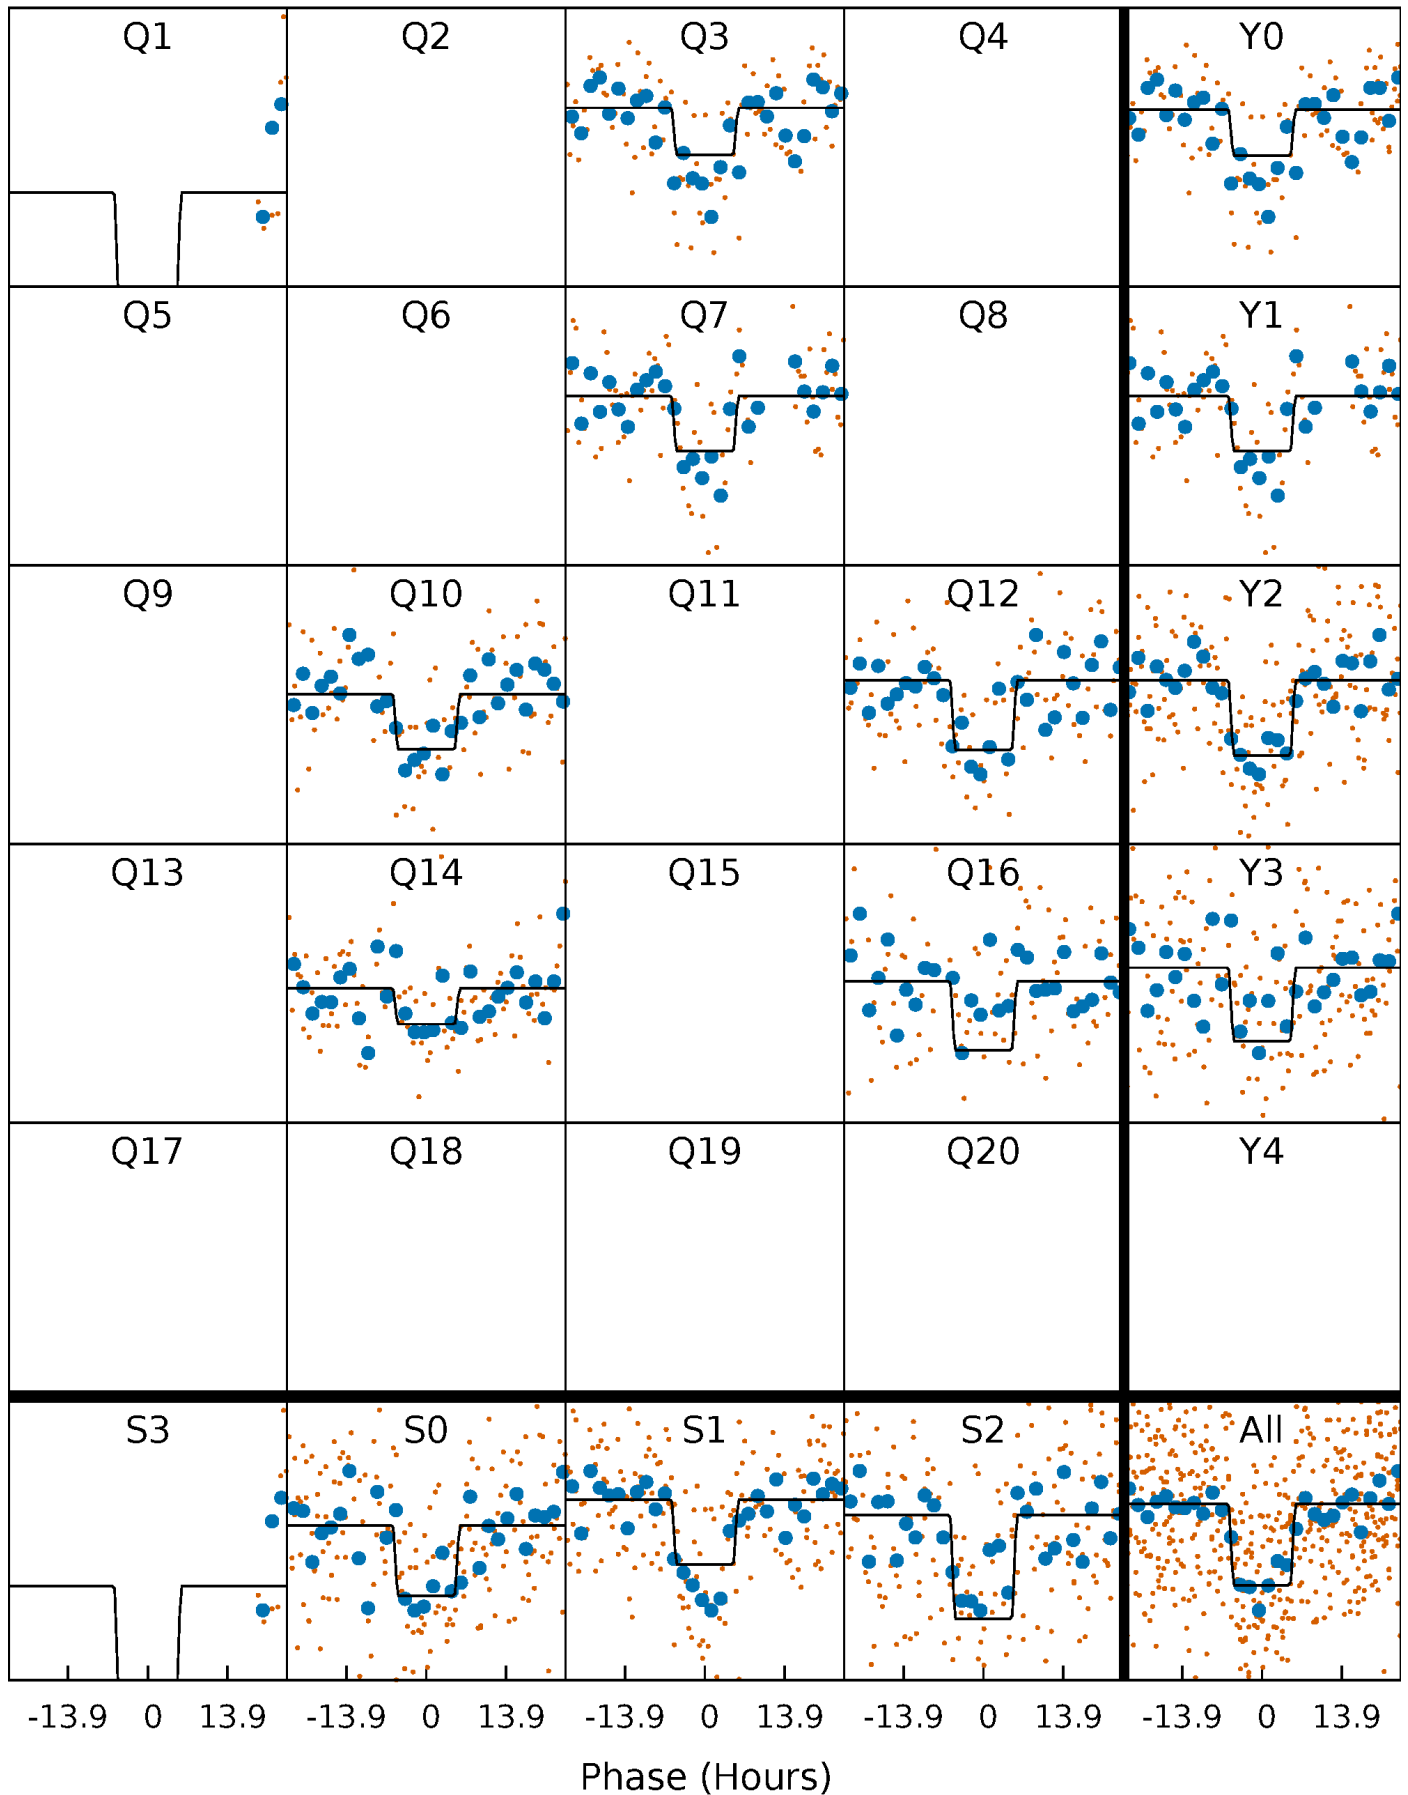 Q1 Q2 Q3 Q4 Y0
Q5 Q6 Q7 Q8 Y1
Q9 Q10 Q11 Q12 Y2
Q13 Q14 Q15 Q16 Y3
Q17 Q18 Q19 Q20 Y4
S3 S0 S1 S2 All
-13.9 0 13.9 -13.9 0 13.9 -13.9 0 13.9 -13.9 0 13.9 -13.9 0 13.9
Phase (Hours)